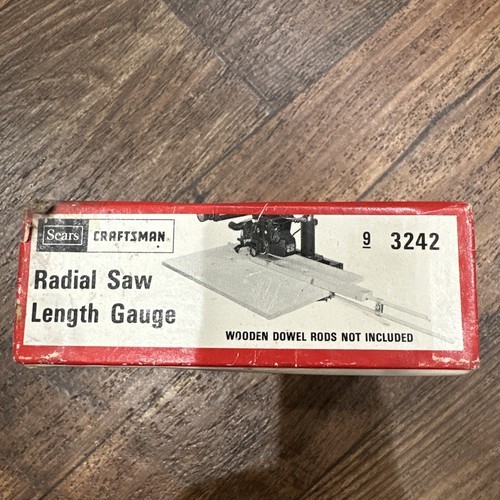 Sears CRAFTSMAN 9 3242
Radial Saw
Length Gauge
WOODEN DOWEL RODS NOT INCLUDED